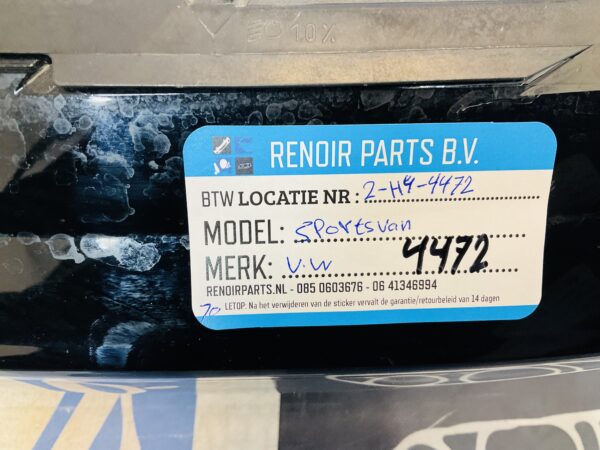 RENOIR PARTS B.V.
BTW LOCATIE NR : 2-H4-4472
MODEL: Sportsvan
MERK: V.W 4472
RENOIRPARTS.NL - 085 0603676 - 06 41346994
LETOP: Na het verwijderen van de sticker vervalt de garantie/retourbeleid van 14 dagen